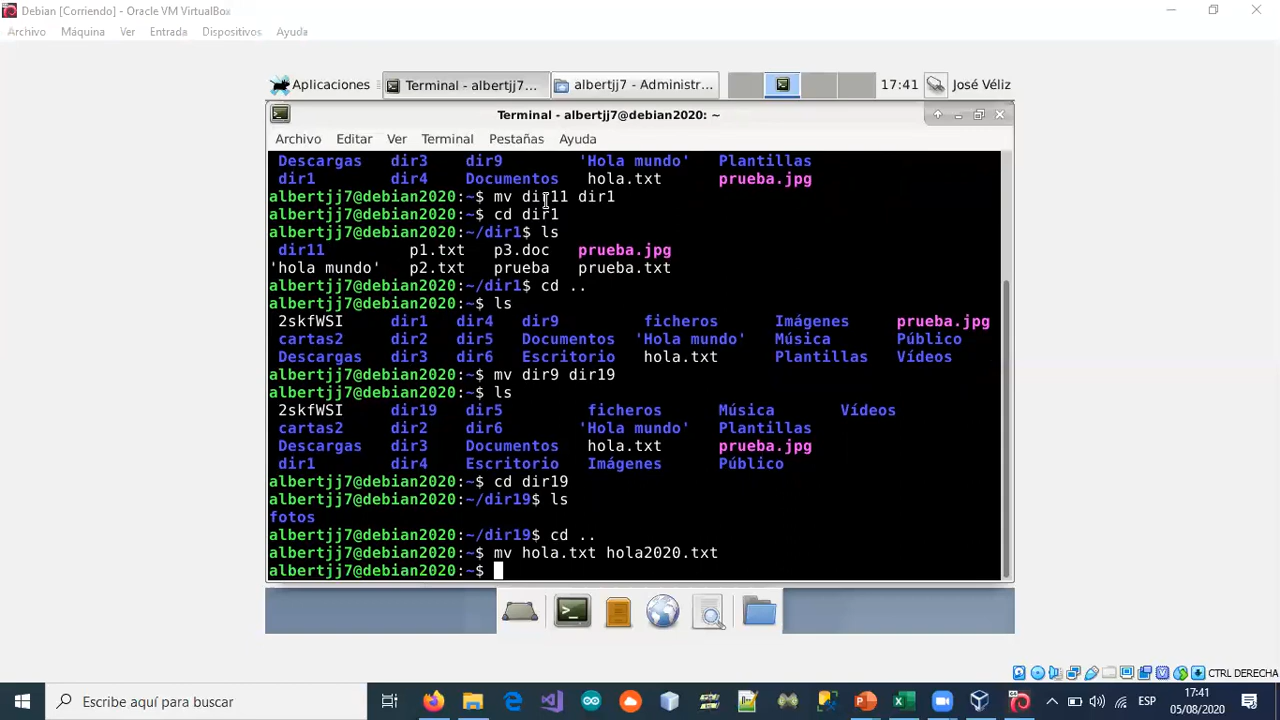 Debian [Corriendo] - Oracle VM VirtualBox
Archivo Máquina Ver Entrada Dispositivos Ayuda
Aplicaciones Terminal - albertjj7... albertjj7 - Administr... 17:41 José Véliz
Terminal - albertjj7@debian2020: ~
Archivo Editar Ver Terminal Pestañas Ayuda
Descargas dir3 dir9 'Hola mundo' Plantillas
dir1 dir4 Documentos hola.txt prueba.jpg
albertjj7@debian2020:~$ mv dir11 dir1
albertjj7@debian2020:~$ cd dir1
albertjj7@debian2020:~/dir1$ ls
dir11 p1.txt p3.doc prueba.jpg
'hola mundo' p2.txt prueba prueba.txt
albertjj7@debian2020:~/dir1$ cd ..
albertjj7@debian2020:~$ ls
2skfWSI dir1 dir4 dir9 ficheros Imágenes prueba.jpg
cartas2 dir2 dir5 Documentos 'Hola mundo' Música Público
Descargas dir3 dir6 Escritorio hola.txt Plantillas Vídeos
albertjj7@debian2020:~$ mv dir9 dir19
albertjj7@debian2020:~$ ls
2skfWSI dir19 dir5 ficheros Música Vídeos
cartas2 dir2 dir6 'Hola mundo' Plantillas
Descargas dir3 Documentos hola.txt prueba.jpg
dir1 dir4 Escritorio Imágenes Público
albertjj7@debian2020:~$ cd dir19
albertjj7@debian2020:~/dir19$ ls
fotos
albertjj7@debian2020:~/dir19$ cd ..
albertjj7@debian2020:~$ mv hola.txt hola2020.txt
albertjj7@debian2020:~$
CTRL DERECHA
Escribe aquí para buscar
ESP
17:41
05/08/2020